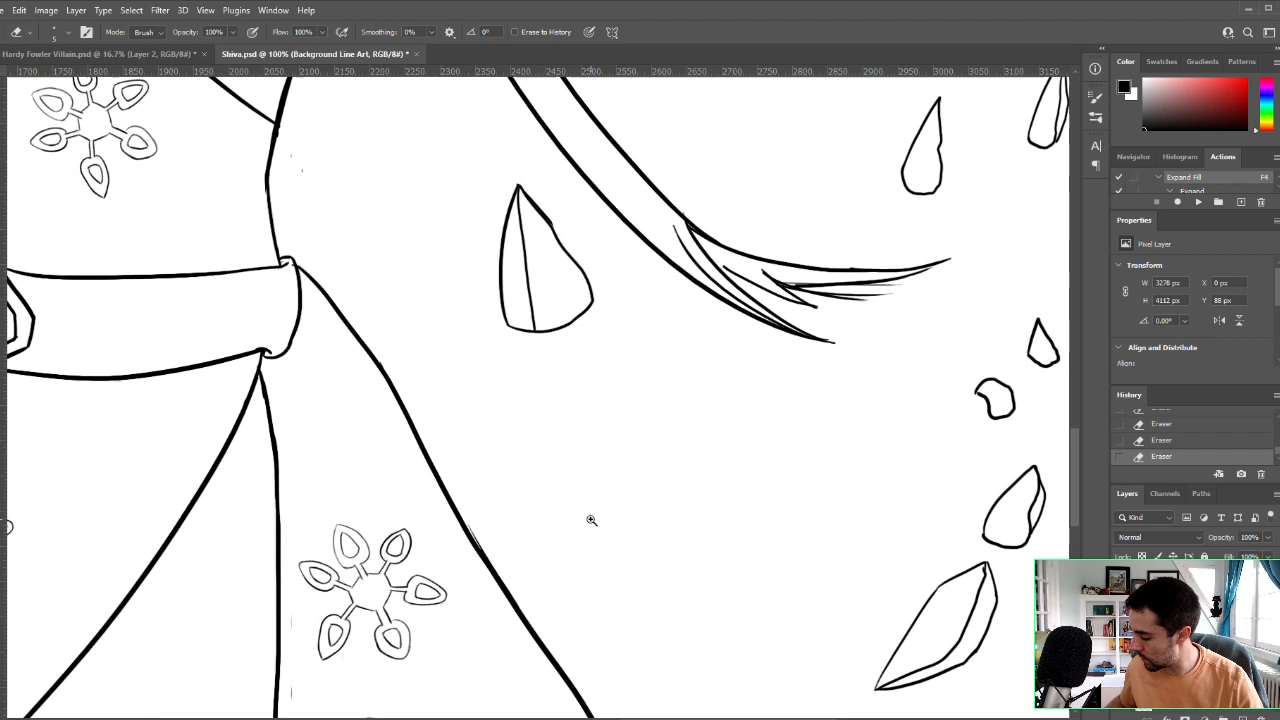 Edit Image Layer Type Select Filter 3D View Plugins Window Help
5 Mode: Brush Opacity: 100% Flow: 100% Smoothing: 0% 0° Erase to History
Hardy Fowler Villain.psd @ 16.7% (Layer 2, RGB/8#) * × Shiva.psd @ 100% (Background Line Art, RGB/8#) * ×
1700 1750 1800 1850 1900 1950 2000 2050 2100 2150 2200 2250 2300 2350 2400 2450 2500 2550 2600 2650 2700 2750 2800 2850 2900 2950 3000 3050 3100 3150
Color Swatches Gradients Patterns
Navigator Histogram Actions
Expand Fill F4
Expand
Properties
Pixel Layer
Transform
W 3278 px X 0 px
H 4112 px Y 88 px
0.00°
Align and Distribute
Align:
History
Eraser
Eraser
Eraser
Layers Channels Paths
Kind
Normal Opacity: 100%
Lock: Fill: 100%